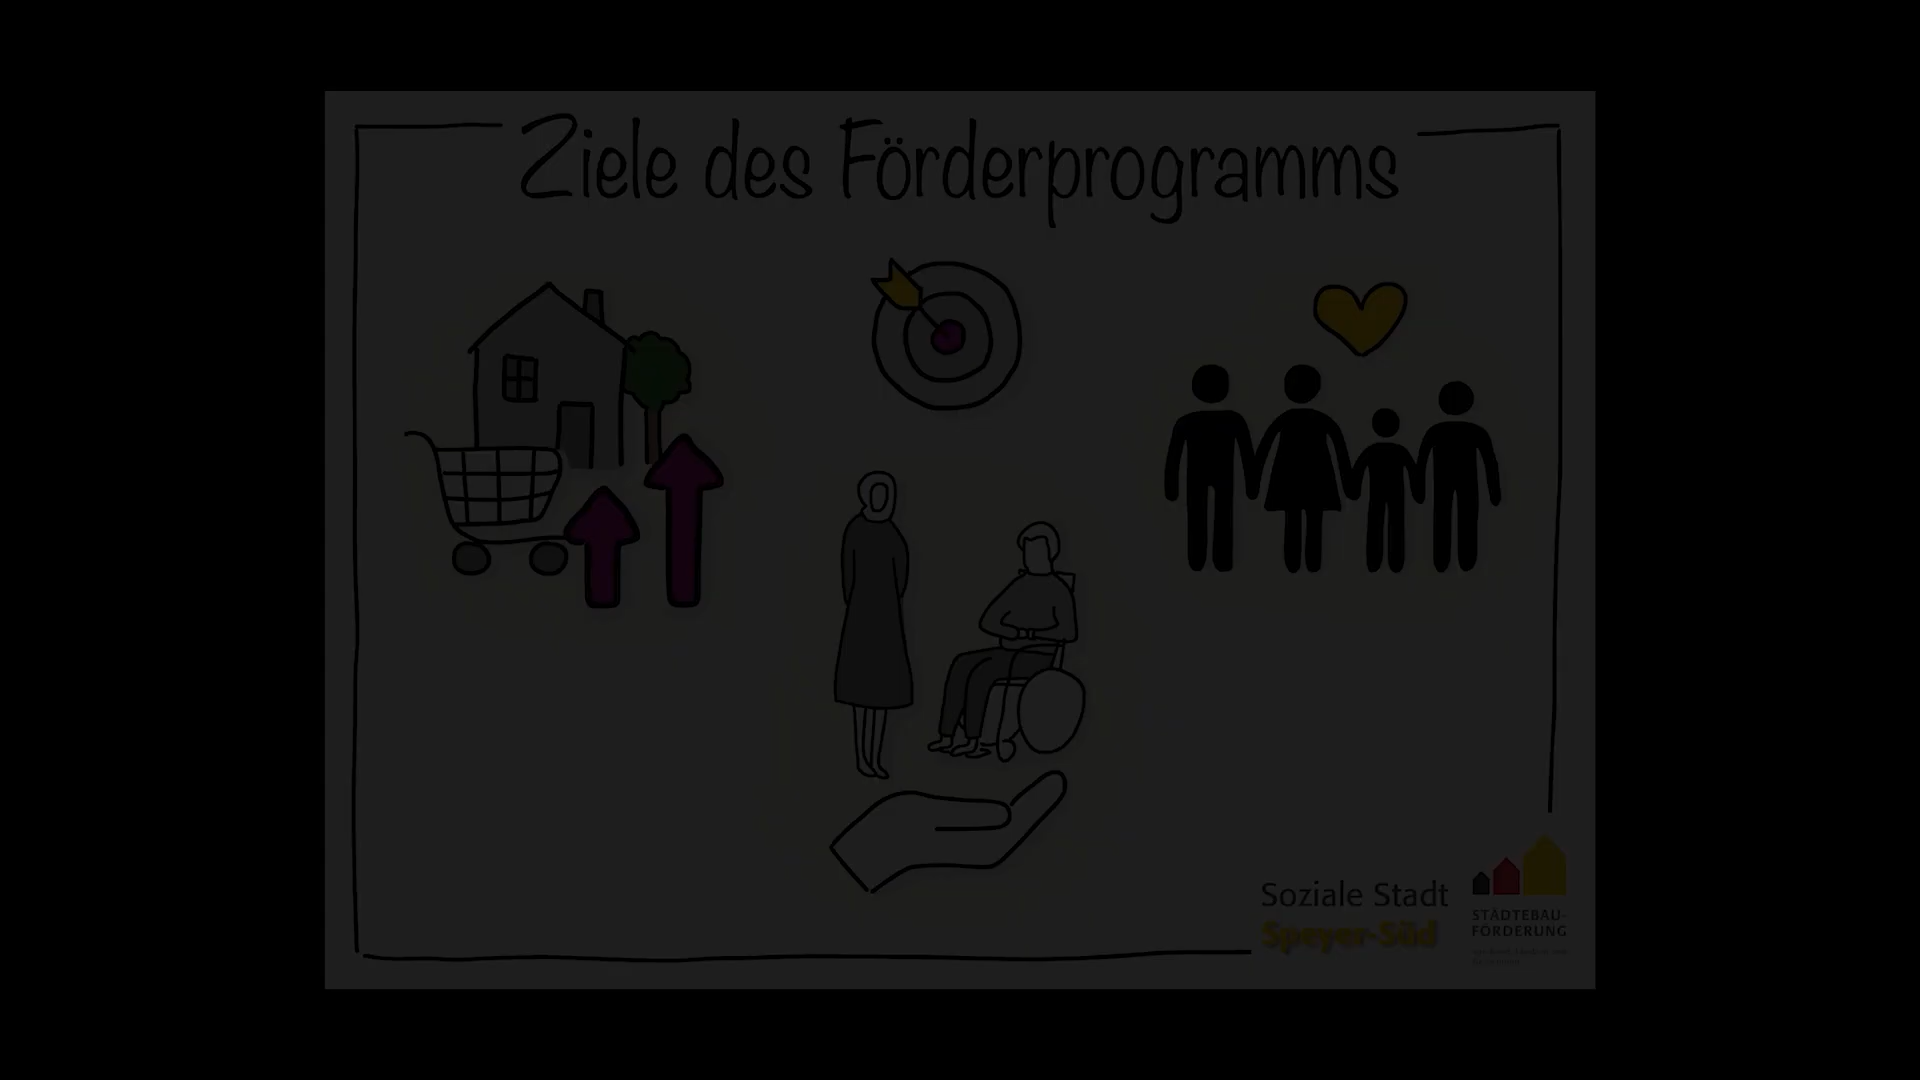 Ziele des Förderprogramms
Soziale Stadt
Speyer-Süd
STÄDTEBAU-
FÖRDERUNG